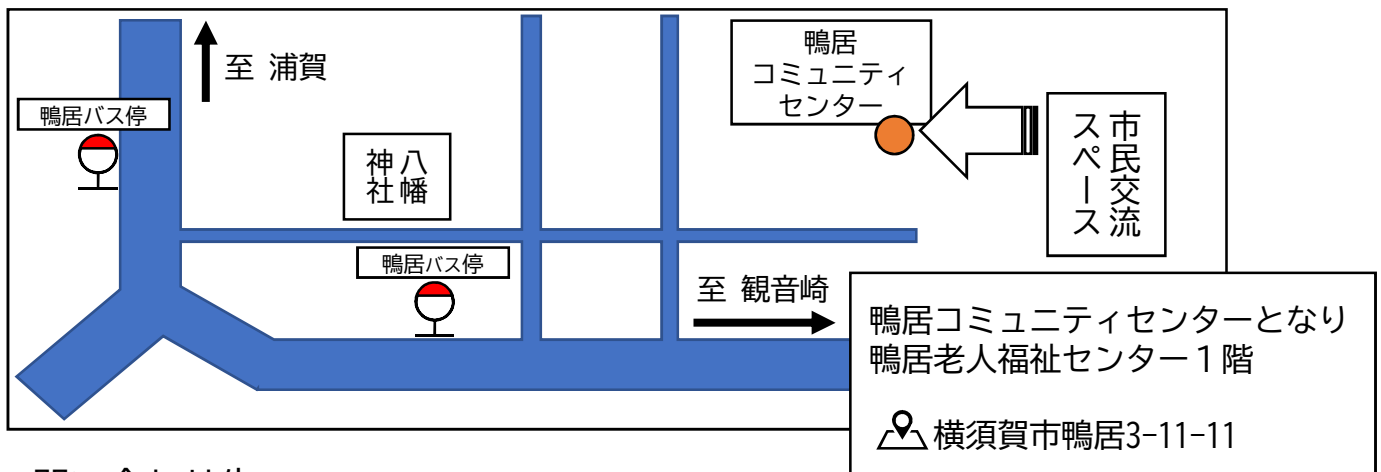 至 浦賀
鴨居バス停
八幡
神社
鴨居バス停
鴨居
コミュニティ
センター
市民交流
スペース
至 観音崎
鴨居コミュニティセンターとなり
鴨居老人福祉センター１階
横須賀市鴨居3-11-11